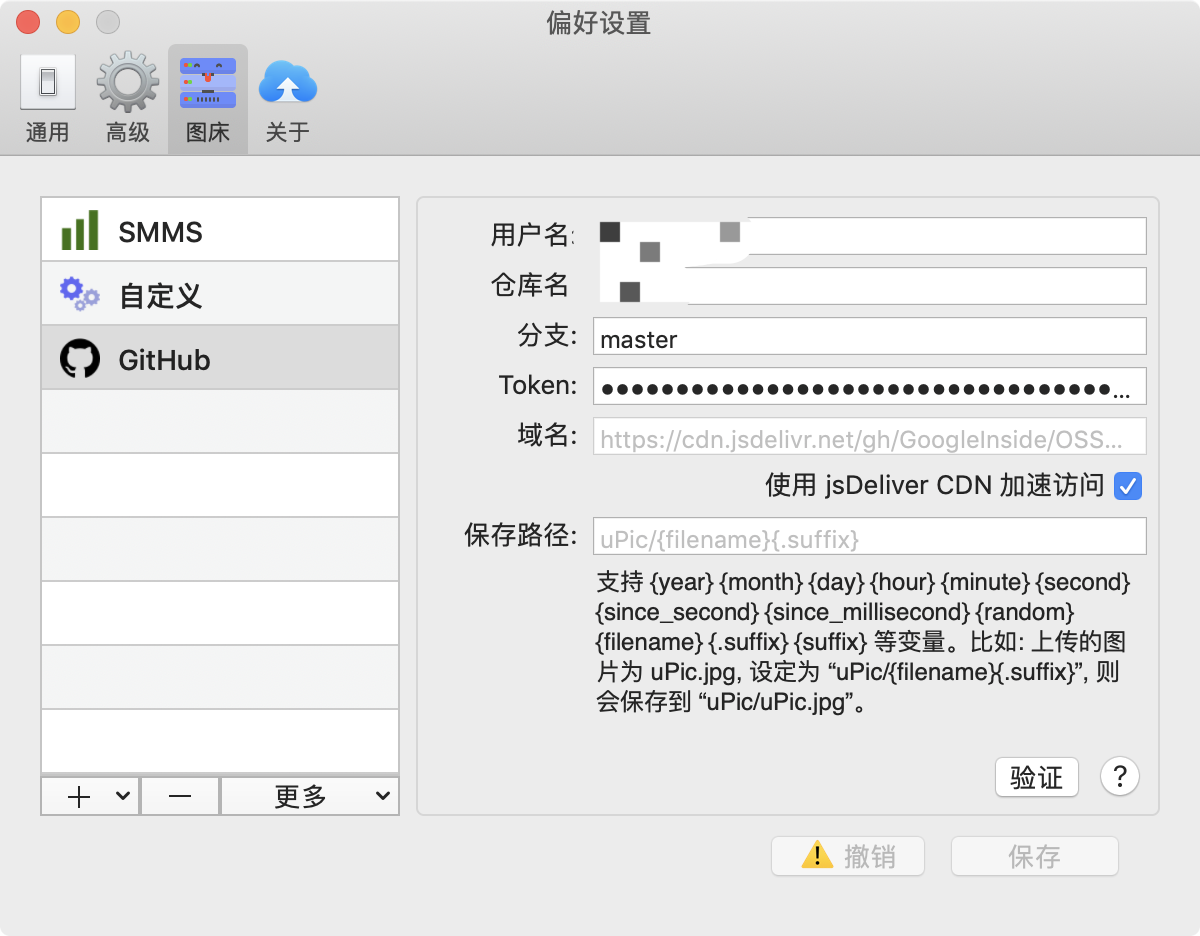 偏好设置
通用
高级
图床
关于
SMMS
自定义
GitHub
用户名:
仓库名
分支:
master
Token:
●●●●●●●●●●●●●●●●●●●●●●●●●●●●●●●●●●...
域名:
https://cdn.jsdelivr.net/gh/GoogleInside/OSS...
使用 jsDeliver CDN 加速访问
保存路径:
uPic/{filename}{.suffix}
支持 {year} {month} {day} {hour} {minute} {second}
{since_second} {since_millisecond} {random}
{filename} {.suffix} {suffix} 等变量。比如: 上传的图
片为 uPic.jpg, 设定为 “uPic/{filename}{.suffix}”, 则
会保存到 “uPic/uPic.jpg”。
验证
?
更多
撤销
保存